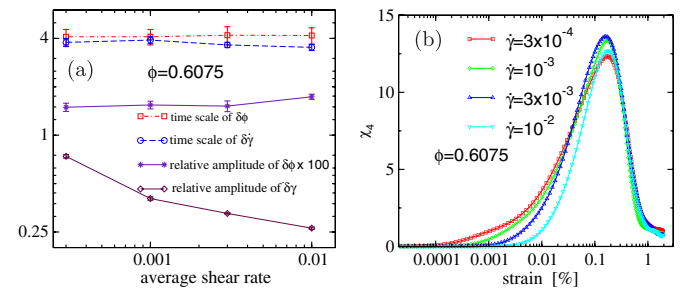 4
1
0.25
(a)
ϕ=0.6075
time scale of δϕ
time scale of δγ̇
relative amplitude of δϕ x 100
relative amplitude of δγ̇
0.001
0.01
average shear rate
15
10
5
0
χ4
(b)
γ̇=3x10-4
γ̇=10-3
γ̇=3x10-3
γ̇=10-2
ϕ=0.6075
0.0001
0.001
0.01
0.1
1
strain [%]